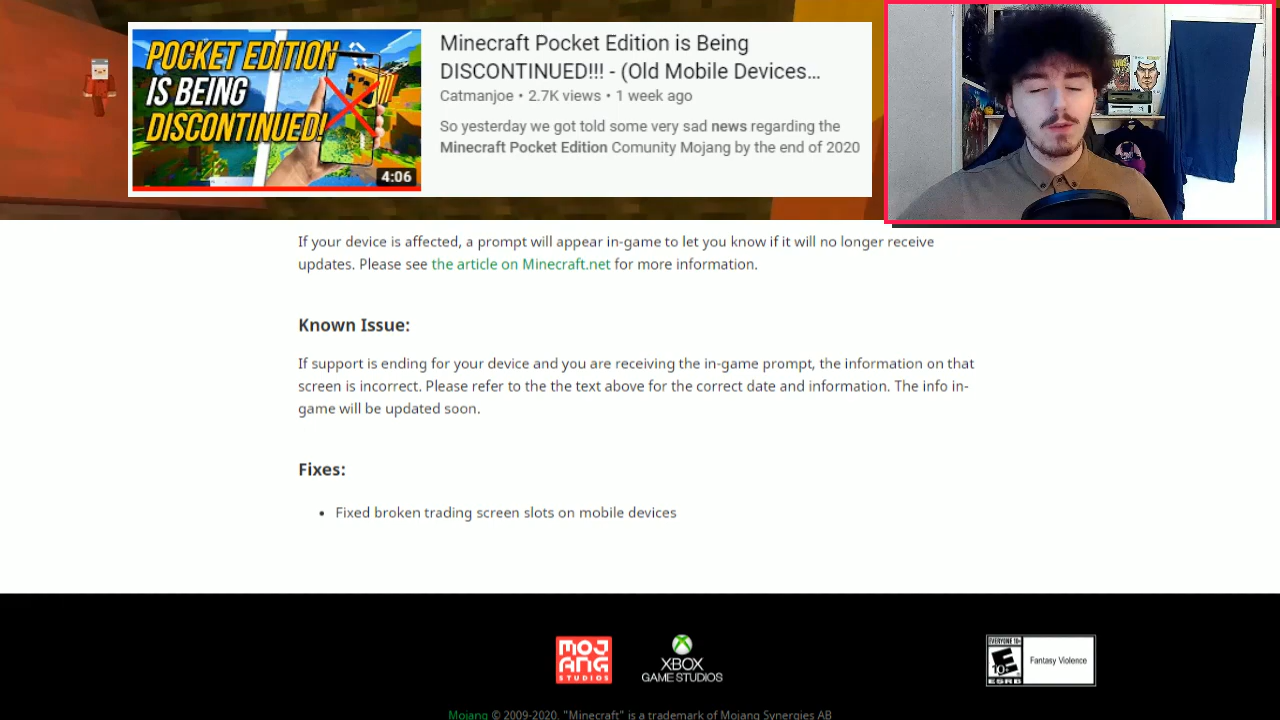 POCKET EDITION
IS BEING
DISCONTINUED!
4:06
Minecraft Pocket Edition is Being
DISCONTINUED!!! - (Old Mobile Devices...
Catmanjoe • 2.7K views • 1 week ago
So yesterday we got told some very sad news regarding the
Minecraft Pocket Edition Comunity Mojang by the end of 2020
If your device is affected, a prompt will appear in-game to let you know if it will no longer receive
updates. Please see the article on Minecraft.net for more information.
Known Issue:
If support is ending for your device and you are receiving the in-game prompt, the information on that
screen is incorrect. Please refer to the the text above for the correct date and information. The info in-
game will be updated soon.
Fixes:
• Fixed broken trading screen slots on mobile devices
MOJ
ANG
STUDIOS
XBOX
GAME STUDIOS
EVERYONE 10+
E
10+
ESRB
Fantasy Violence
Mojang © 2009-2020. "Minecraft" is a trademark of Mojang Synergies AB